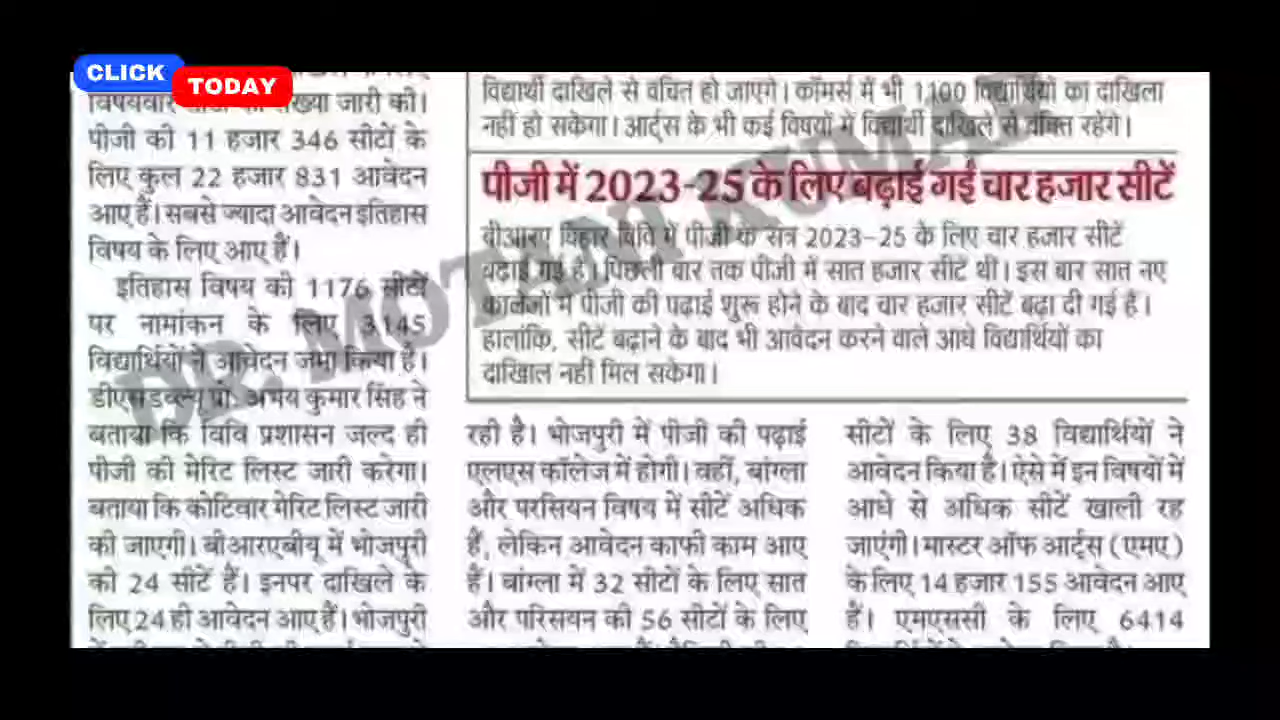 CLICK
TODAY
विषयवार सीटों की संख्या जारी की।
पीजी की 11 हजार 346 सीटों के
लिए कुल 22 हजार 831 आवेदन
आए हैं। सबसे ज्यादा आवेदन इतिहास
विषय के लिए आए हैं।
इतिहास विषय की 1176 सीटों
पर नामांकन के लिए 3145
विद्यार्थियों ने आवेदन जमा किया है।
डीएसडब्ल्यू प्रो. अभय कुमार सिंह ने
बताया कि विवि प्रशासन जल्द ही
पीजी की मेरिट लिस्ट जारी करेगा।
बताया कि कोटिवार मेरिट लिस्ट जारी
की जाएगी। बीआरएबीयू में भोजपुरी
की 24 सीटें हैं। इनपर दाखिले के
लिए 24 ही आवेदन आए हैं। भोजपुरी
विद्यार्थी दाखिले से वंचित हो जाएंगे। कॉमर्स में भी 1100 विद्यार्थियों का दाखिला
नहीं हो सकेगा। आर्ट्स के भी कई विषयों में विद्यार्थी दाखिले से वंचित रहेंगे।
पीजी में 2023-25 के लिए बढ़ाई गईं चार हजार सीटें
बीआरए बिहार विवि में पीजी के सत्र 2023-25 के लिए चार हजार सीटें
बढ़ाई गई हैं। पिछली बार तक पीजी में सात हजार सीटें थीं। इस बार सात नए
कॉलेजों में पीजी की पढ़ाई शुरू होने के बाद चार हजार सीटें बढ़ा दी गई हैं।
हालांकि, सीटें बढ़ाने के बाद भी आवेदन करने वाले आधे विद्यार्थियों का
दाखिल नहीं मिल सकेगा।
रही है। भोजपुरी में पीजी की पढ़ाई
एलएस कॉलेज में होगी। वहीं, बांग्ला
और परसियन विषय में सीटें अधिक
हैं, लेकिन आवेदन काफी काम आए
हैं। बांग्ला में 32 सीटों के लिए सात
और परिसयन की 56 सीटों के लिए
सीटों के लिए 38 विद्यार्थियों ने
आवेदन किया है। ऐसे में इन विषयों में
आधे से अधिक सीटें खाली रह
जाएंगी। मास्टर ऑफ आर्ट्स (एमए)
के लिए 14 हजार 155 आवेदन आए
हैं। एमएससी के लिए 6414
DR. MOTANI KUMAR